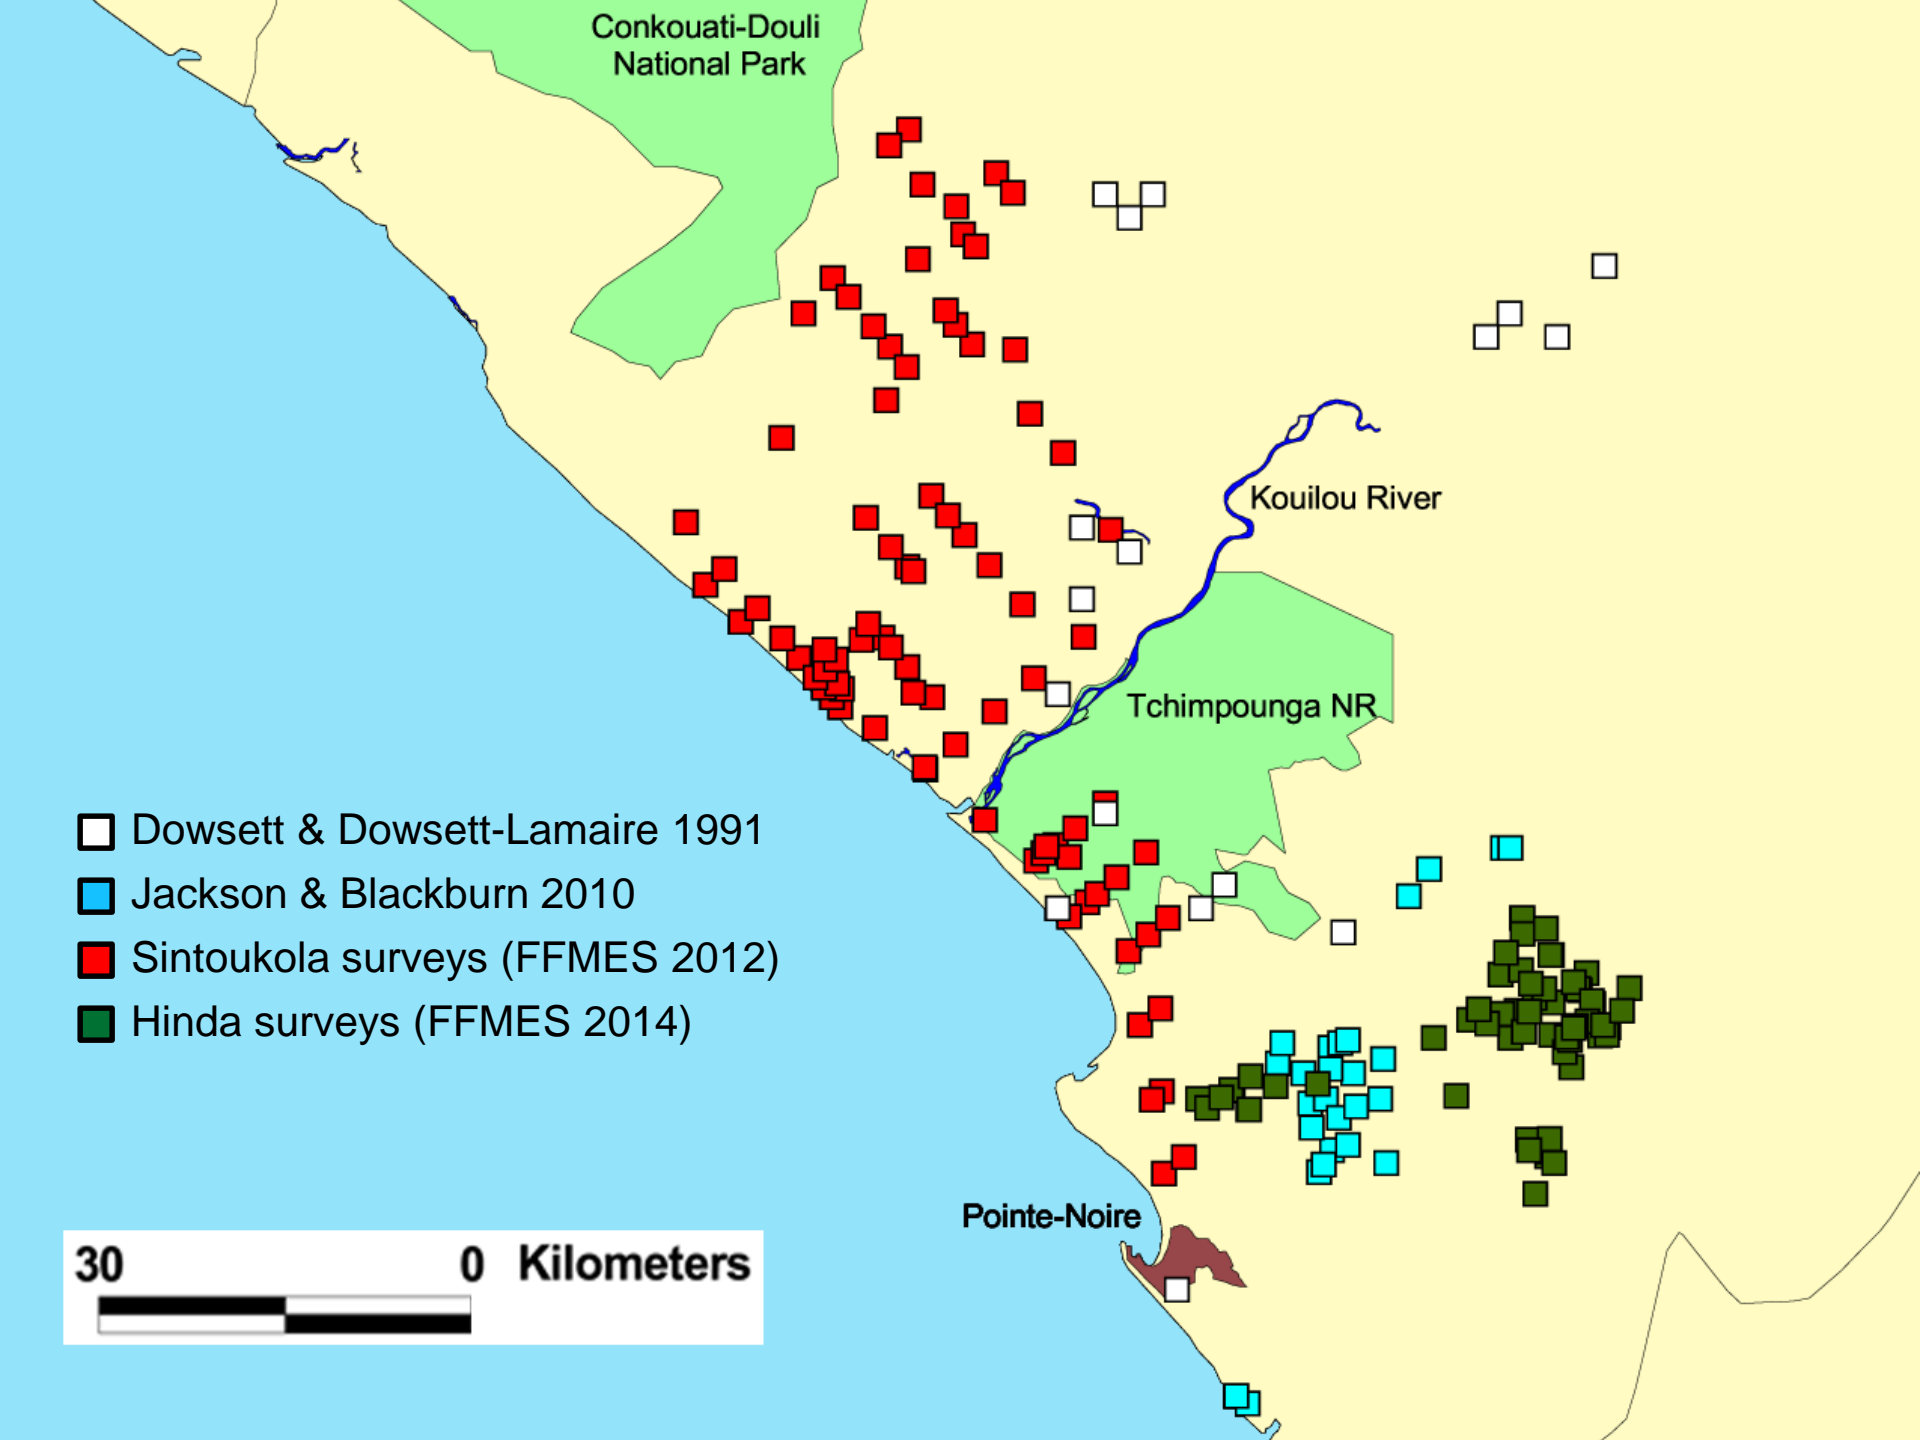 Conkouati-Douli
National Park
Kouilou River
Tchimpounga NR
Dowsett & Dowsett-Lamaire 1991
Jackson & Blackburn 2010
Sintoukola surveys (FFMES 2012)
Hinda surveys (FFMES 2014)
Pointe-Noire
30 0 Kilometers